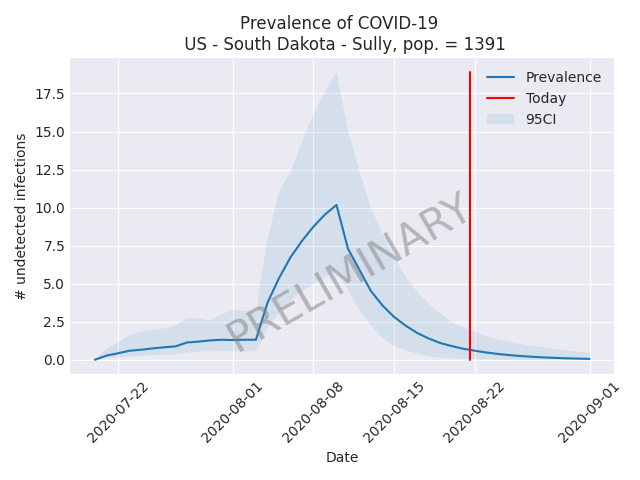 Prevalence of COVID-19
US - South Dakota - Sully, pop. = 1391
Prevalence
Today
95CI
# undetected infections
17.5
15.0
12.5
10.0
7.5
5.0
2.5
0.0
PRELIMINARY
2020-07-22
2020-08-01
2020-08-08
2020-08-15
2020-08-22
2020-09-01
Date